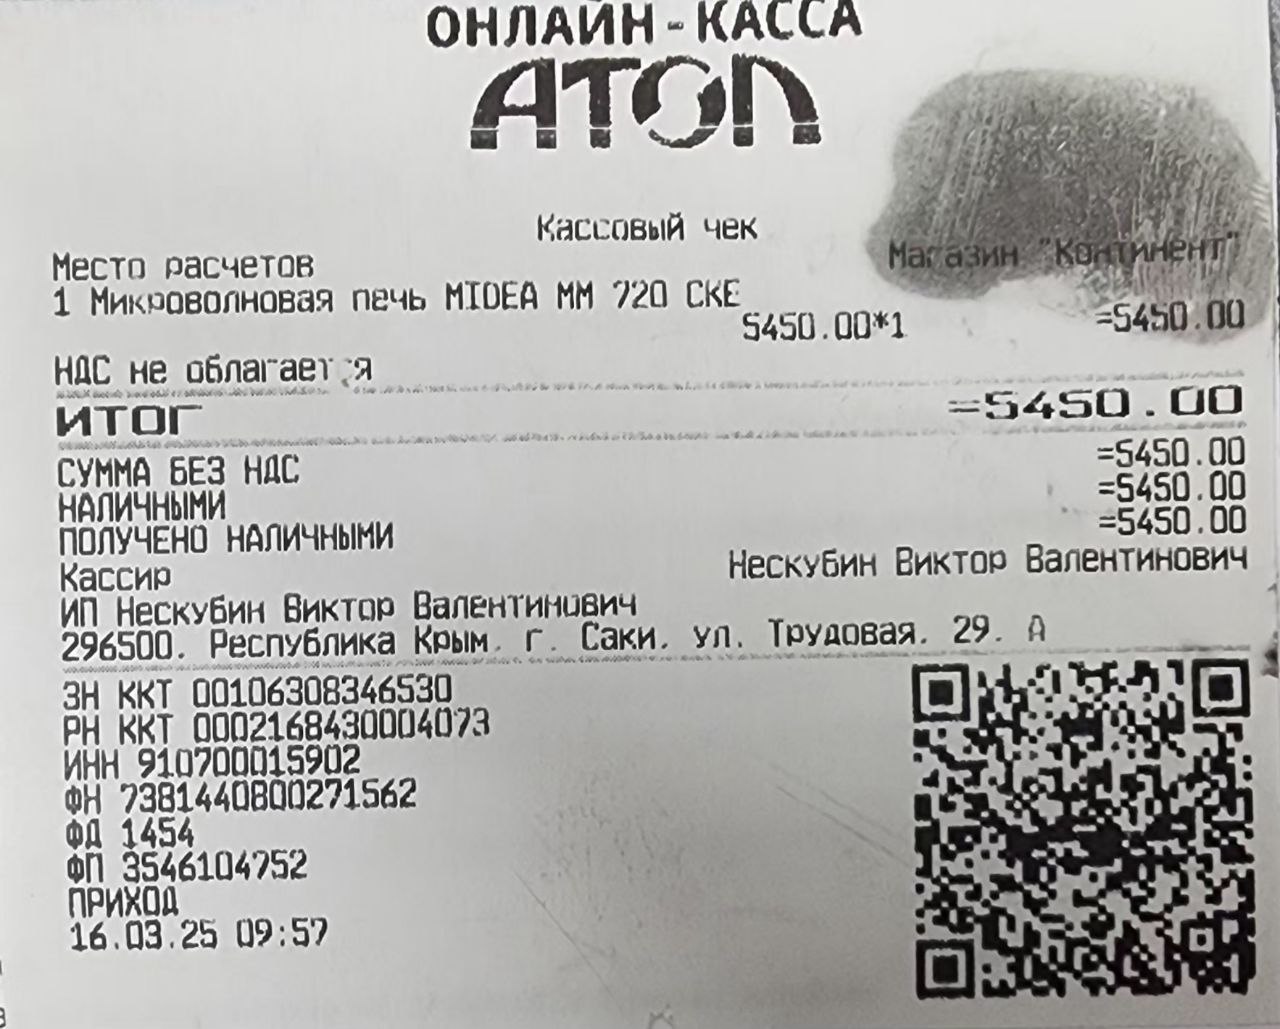 ОНЛАЙН-КАССА
АТОЛ
Кассовый чек
Место расчетов Магазин "Континент"
1 Микроволновая печь MIDEA MM 720 CKE
5450.00*1 =5450.00
НДС не облагается
ИТОГ =5450.00
СУММА БЕЗ НДС =5450.00
НАЛИЧНЫМИ =5450.00
ПОЛУЧЕНО НАЛИЧНЫМИ =5450.00
Кассир Нескубин Виктор Валентинович
ИП Нескубин Виктор Валентинович
296500, Республика Крым, г. Саки, ул. Трудовая, 29, А
ЗН ККТ 00106308346530
РН ККТ 0002168430004073
ИНН 910700015902
ФН 7381440800271562
ФД 1454
ФП 3546104752
ПРИХОД
16.03.25 09:57